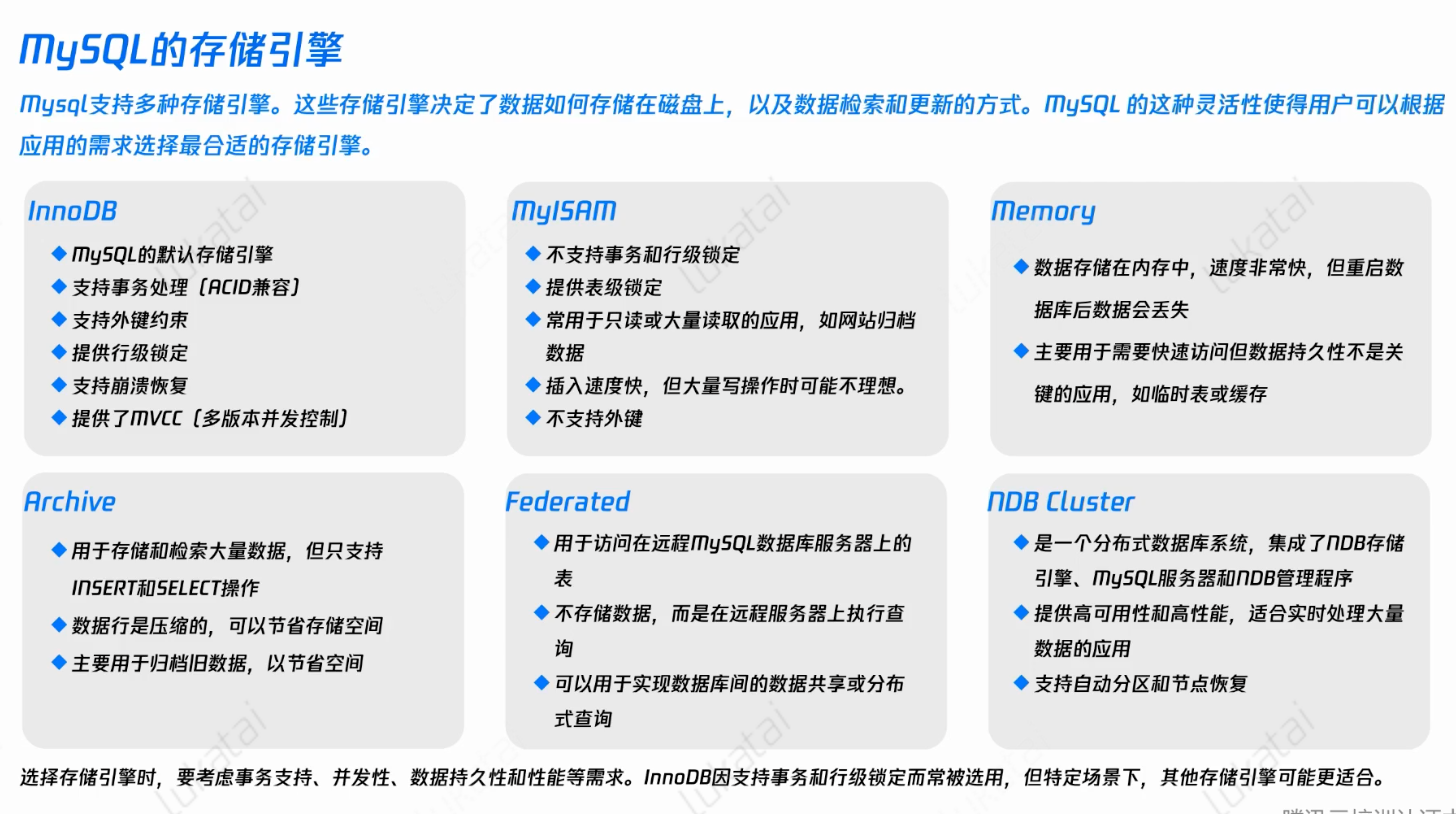 MySQL的存储引擎
Mysql支持多种存储引擎。这些存储引擎决定了数据如何存储在磁盘上，以及数据检索和更新的方式。MySQL 的这种灵活性使得用户可以根据
应用的需求选择最合适的存储引擎。
InnoDB
MySQL的默认存储引擎
支持事务处理（ACID兼容）
支持外键约束
提供行级锁定
支持崩溃恢复
提供了MVCC（多版本并发控制）
MyISAM
不支持事务和行级锁定
提供表级锁定
常用于只读或大量读取的应用，如网站归档
数据
插入速度快，但大量写操作时可能不理想。
不支持外键
Memory
数据存储在内存中，速度非常快，但重启数
据库后数据会丢失
主要用于需要快速访问但数据持久性不是关
键的应用，如临时表或缓存
Archive
用于存储和检索大量数据，但只支持
INSERT和SELECT操作
数据行是压缩的，可以节省存储空间
主要用于归档旧数据，以节省空间
Federated
用于访问在远程MySQL数据库服务器上的
表
不存储数据，而是在远程服务器上执行查
询
可以用于实现数据库间的数据共享或分布
式查询
NDB Cluster
是一个分布式数据库系统，集成了NDB存储
引擎、MySQL服务器和NDB管理程序
提供高可用性和高性能，适合实时处理大量
数据的应用
支持自动分区和节点恢复
选择存储引擎时，要考虑事务支持、并发性、数据持久性和性能等需求。InnoDB因支持事务和行级锁定而常被选用，但特定场景下，其他存储引擎可能更适合。
lukatai
lukatai
lukatai
lukatai
lukatai
lukatai